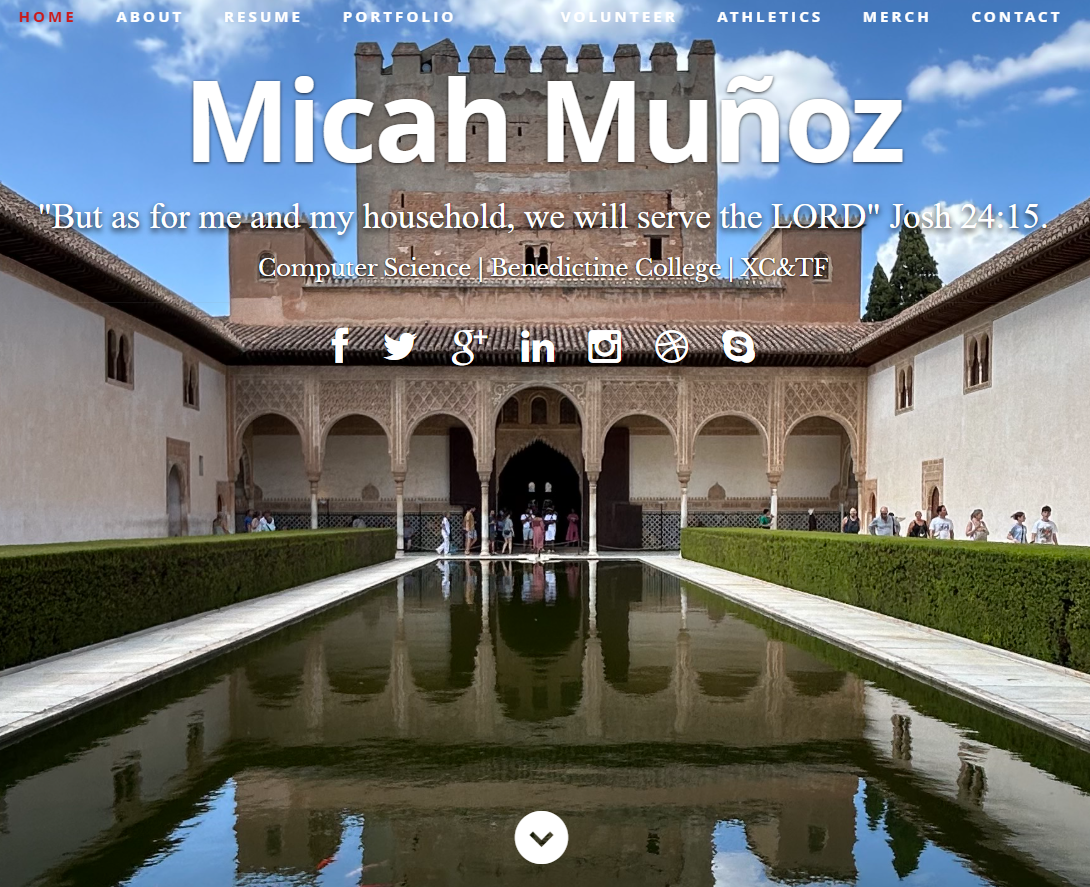 HOME ABOUT RESUME PORTFOLIO VOLUNTEER ATHLETICS MERCH CONTACT
Micah Muñoz
"But as for me and my household, we will serve the LORD" Josh 24:15.
Computer Science | Benedictine College | XC&TF